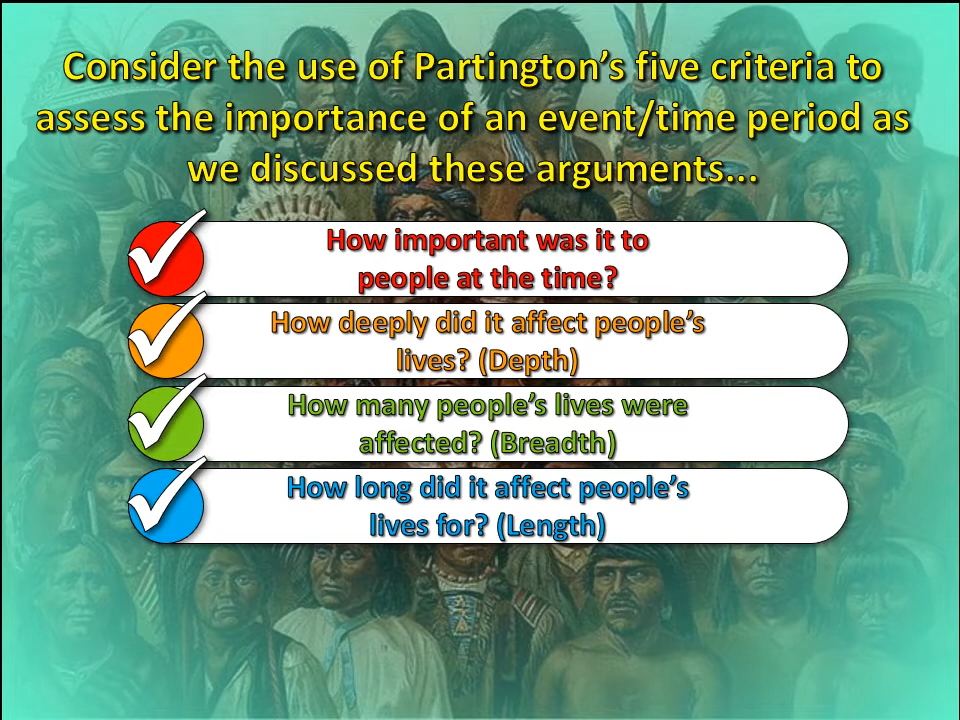 Consider the use of Partington’s five criteria to
assess the importance of an event/time period as
we discussed these arguments...
How important was it to
people at the time?
How deeply did it affect people’s
lives? (Depth)
How many people’s lives were
affected? (Breadth)
How long did it affect people’s
lives for? (Length)